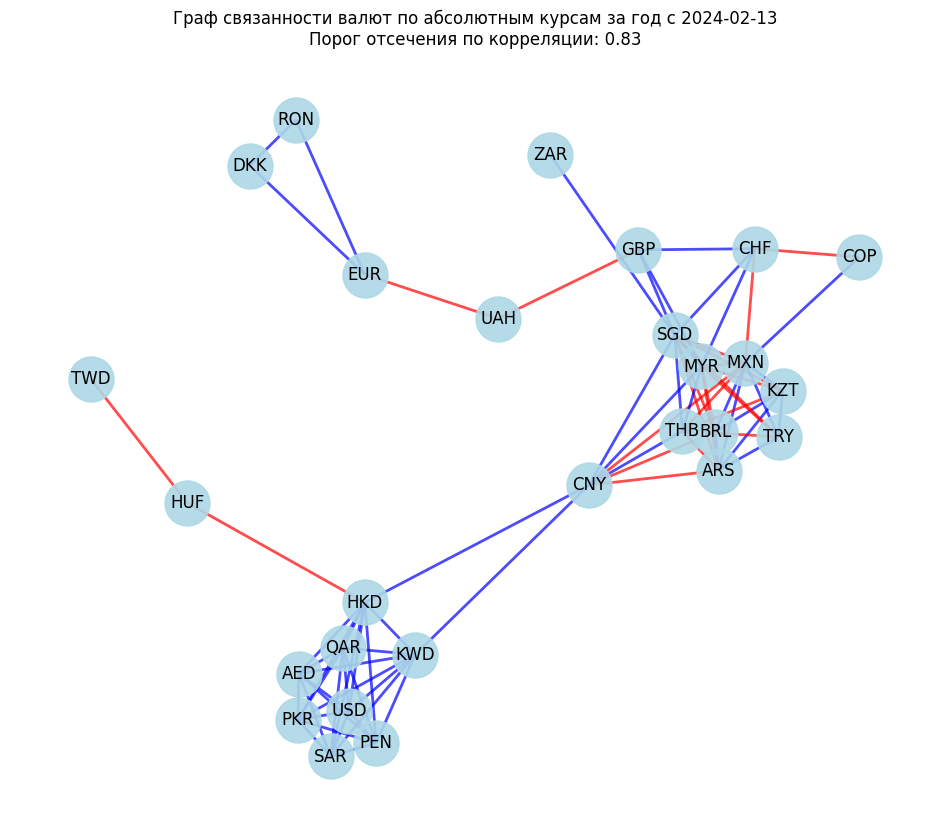 Граф связанности валют по абсолютным курсам за год с 2024-02-13
Порог отсечения по корреляции: 0.83
RON
DKK
ZAR
GBP
CHF
COP
EUR
UAH
SGD
MYR
MXN
TWD
KZT
THB
BRL
TRY
ARS
CNY
HUF
HKD
QAR
KWD
AED
USD
PKR
PEN
SAR